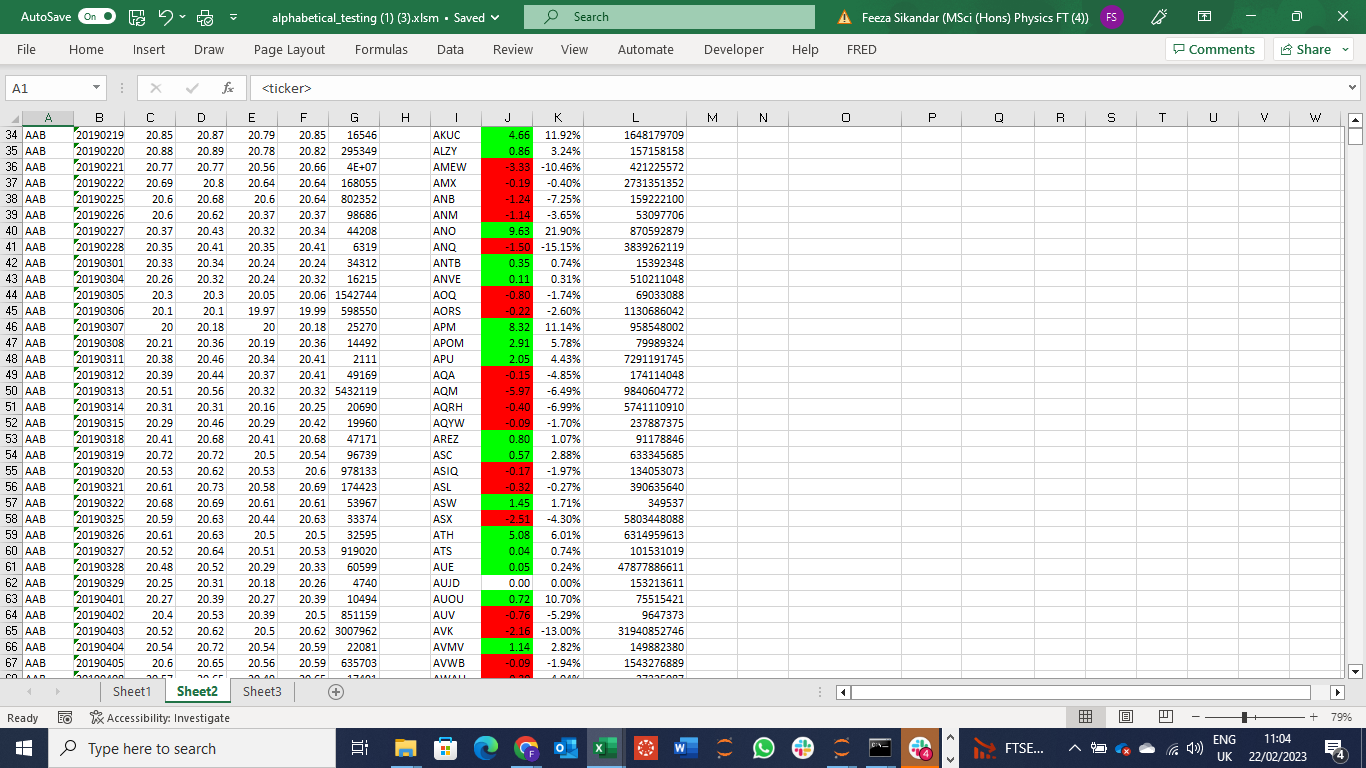 AutoSave On alphabetical_testing (1) (3).xlsm • Saved Search Feeza Sikandar (MSci (Hons) Physics FT (4)) FS
File Home Insert Draw Page Layout Formulas Data Review View Automate Developer Help FRED Comments Share
A1 fx <ticker>
A B C D E F G H I J K L M N O P Q R S T U V W
34 AAB 20190219 20.85 20.87 20.79 20.85 16546 AKUC 4.66 11.92% 1648179709
35 AAB 20190220 20.88 20.89 20.78 20.82 295349 ALZY 0.86 3.24% 157158158
36 AAB 20190221 20.77 20.77 20.56 20.66 4E+07 AMEW -3.33 -10.46% 421225572
37 AAB 20190222 20.69 20.8 20.64 20.64 168055 AMX -0.19 -0.40% 2731351352
38 AAB 20190225 20.6 20.68 20.6 20.64 802352 ANB -1.24 -7.25% 159222100
39 AAB 20190226 20.6 20.62 20.37 20.37 98686 ANM -1.14 -3.65% 53097706
40 AAB 20190227 20.37 20.43 20.32 20.34 44208 ANO 9.63 21.90% 870592879
41 AAB 20190228 20.35 20.41 20.35 20.41 6319 ANQ -1.50 -15.15% 3839262119
42 AAB 20190301 20.33 20.34 20.24 20.24 34312 ANTB 0.35 0.74% 15392348
43 AAB 20190304 20.26 20.32 20.24 20.32 16215 ANVE 0.11 0.31% 510211048
44 AAB 20190305 20.3 20.3 20.05 20.06 1542744 AOQ -0.80 -1.74% 69033088
45 AAB 20190306 20.1 20.1 19.97 19.99 598550 AORS -0.22 -2.60% 1130686042
46 AAB 20190307 20 20.18 20 20.18 25270 APM 8.32 11.14% 958548002
47 AAB 20190308 20.21 20.36 20.19 20.36 14492 APOM 2.91 5.78% 79989324
48 AAB 20190311 20.38 20.46 20.34 20.41 2111 APU 2.05 4.43% 7291191745
49 AAB 20190312 20.39 20.44 20.37 20.41 49169 AQA -0.15 -4.85% 174114048
50 AAB 20190313 20.51 20.56 20.32 20.32 5432119 AQM -5.97 -6.49% 9840604772
51 AAB 20190314 20.31 20.31 20.16 20.25 20690 AQRH -0.40 -6.99% 5741110910
52 AAB 20190315 20.29 20.46 20.29 20.42 19960 AQYW -0.09 -1.70% 237887375
53 AAB 20190318 20.41 20.68 20.41 20.68 47171 AREZ 0.80 1.07% 91178846
54 AAB 20190319 20.72 20.72 20.5 20.54 96739 ASC 0.57 2.88% 633345685
55 AAB 20190320 20.53 20.62 20.53 20.6 978133 ASIQ -0.17 -1.97% 134053073
56 AAB 20190321 20.61 20.73 20.58 20.69 174423 ASL -0.32 -0.27% 390635640
57 AAB 20190322 20.68 20.69 20.61 20.61 53967 ASW 1.45 1.71% 349537
58 AAB 20190325 20.59 20.63 20.44 20.63 33374 ASX -2.51 -4.30% 5803448088
59 AAB 20190326 20.61 20.63 20.5 20.5 32595 ATH 5.08 6.01% 6314959613
60 AAB 20190327 20.52 20.64 20.51 20.53 919020 ATS 0.04 0.74% 101531019
61 AAB 20190328 20.48 20.52 20.29 20.33 60599 AUE 0.05 0.24% 47877886611
62 AAB 20190329 20.25 20.31 20.18 20.26 4740 AUJD 0.00 0.00% 153213611
63 AAB 20190401 20.27 20.39 20.27 20.39 10494 AUOU 0.72 10.70% 75515421
64 AAB 20190402 20.4 20.53 20.39 20.5 851159 AUV -0.76 -5.29% 9647373
65 AAB 20190403 20.52 20.62 20.5 20.62 3007962 AVK -2.16 -13.00% 31940852746
66 AAB 20190404 20.54 20.72 20.54 20.59 22081 AVMV 1.14 2.82% 149882380
67 AAB 20190405 20.6 20.65 20.56 20.59 635703 AVWB -0.09 -1.94% 1543276889
Sheet1 Sheet2 Sheet3
Ready Accessibility: Investigate 79%
Type here to search FTSE... ENG 11:04
UK 22/02/2023 4